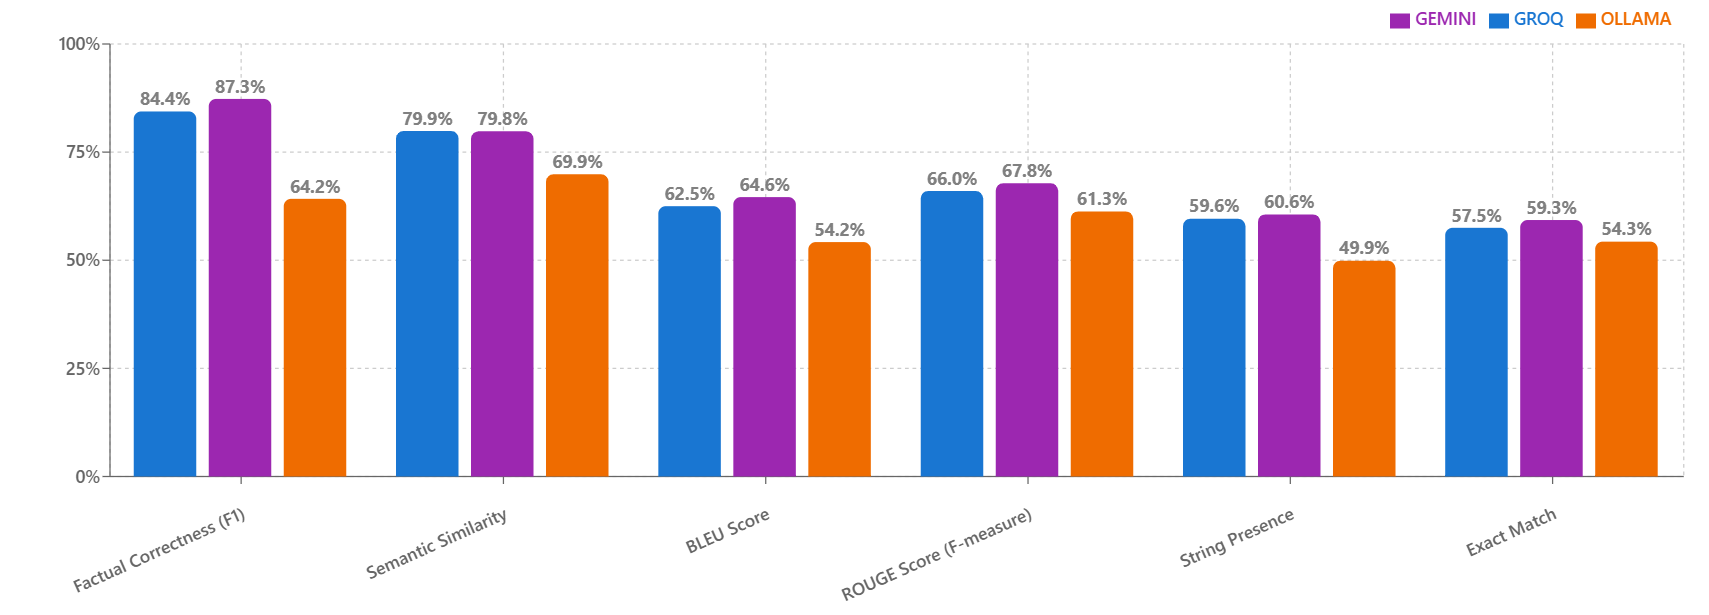 GEMINI GROQ OLLAMA
100%
75%
50%
25%
0%
84.4% 87.3% 64.2%
79.9% 79.8% 69.9%
62.5% 64.6% 54.2%
66.0% 67.8% 61.3%
59.6% 60.6% 49.9%
57.5% 59.3% 54.3%
Factual Correctness (F1)
Semantic Similarity
BLEU Score
ROUGE Score (F-measure)
String Presence
Exact Match